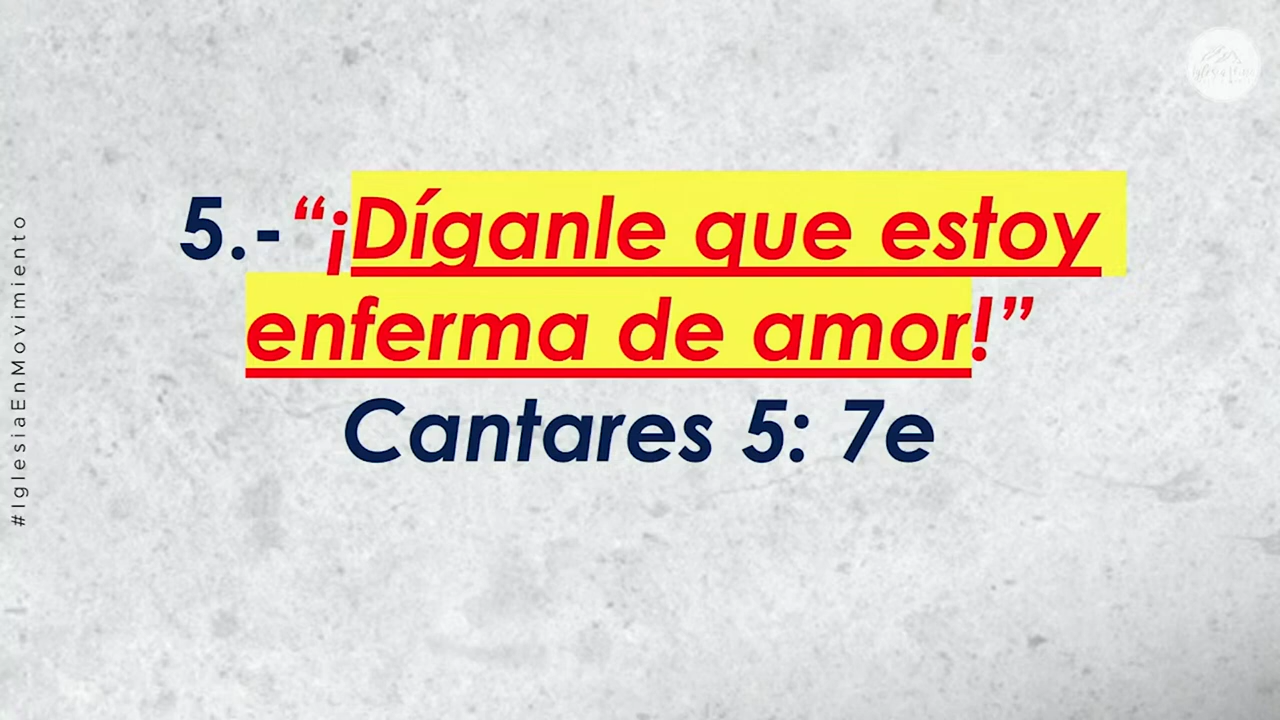 5.-“¡Díganle que estoy
enferma de amor!”
Cantares 5: 7e
#IglesiaEnMovimiento